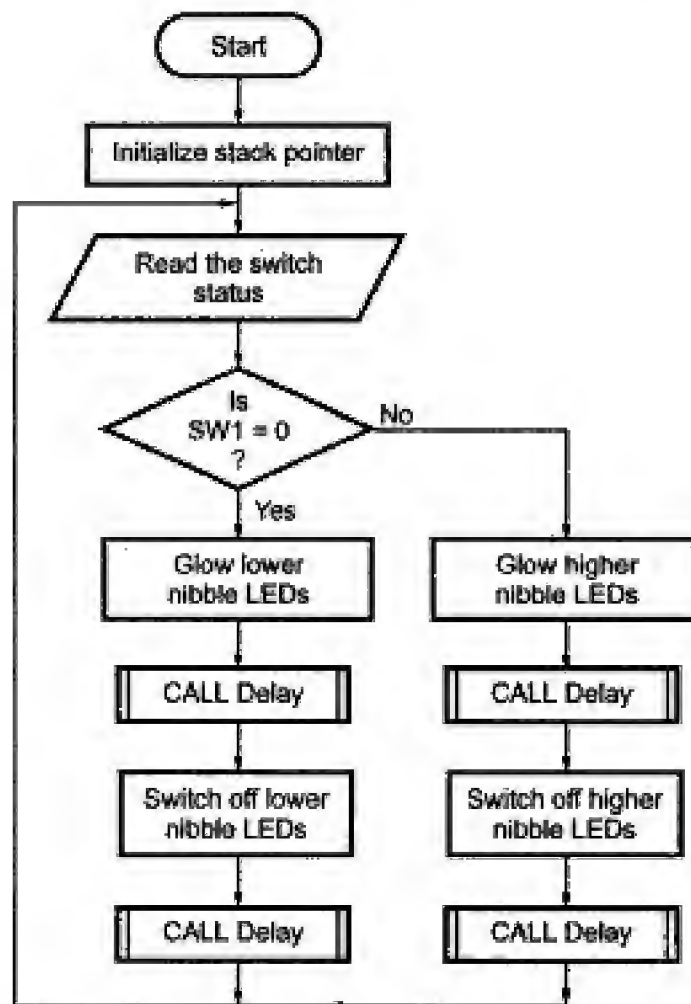 Start
Initialize stack pointer
Read the switch
status
Is
SW1 = 0
?
No
Yes
Glow lower
nibble LEDs
Glow higher
nibble LEDs
CALL Delay
CALL Delay
Switch off lower
nibble LEDs
Switch off higher
nibble LEDs
CALL Delay
CALL Delay